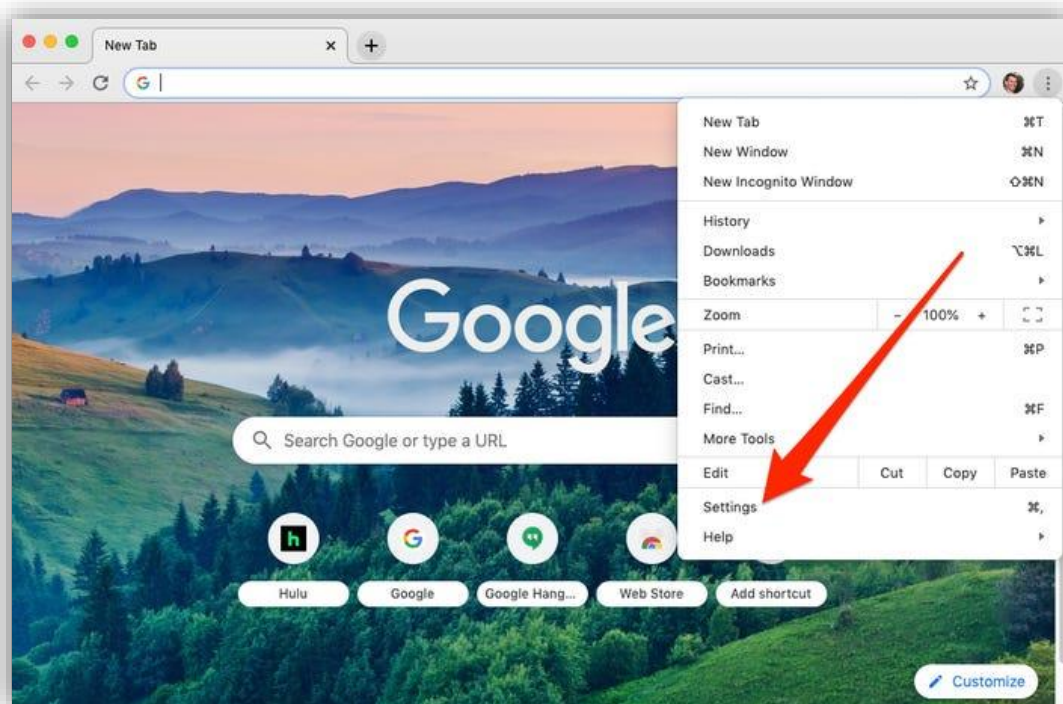 New Tab
New Tab ⌘T
New Window ⌘N
New Incognito Window ⇧⌘N
History
Downloads ⌥⌘L
Bookmarks
Zoom - 100% +
Print... ⌘P
Cast...
Find... ⌘F
More Tools
Edit Cut Copy Paste
Settings ⌘,
Help
Google
Search Google or type a URL
h
Hulu Google Google Hang... Web Store Add shortcut
Customize